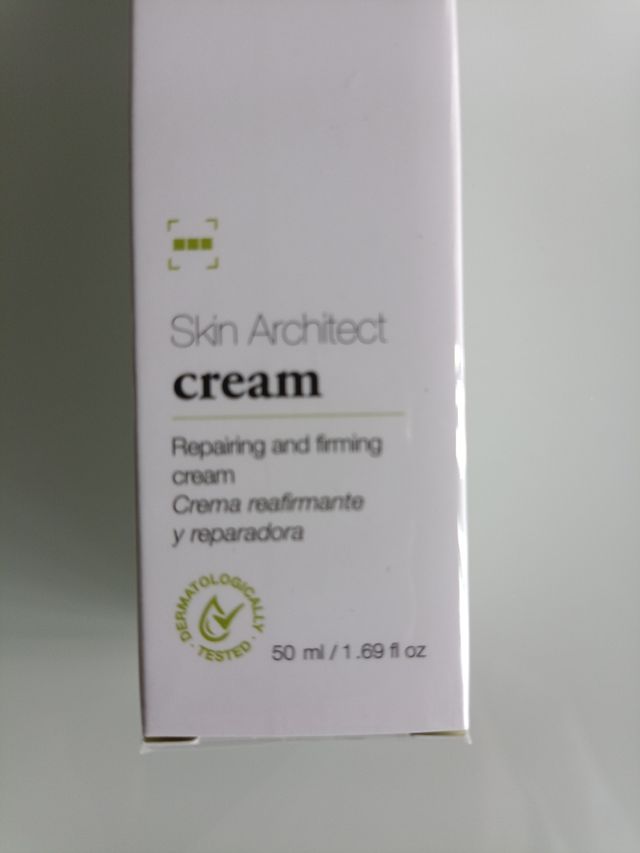 Skin Architect
cream
Repairing and firming
cream
Crema reafirmante
y reparadora
DERMATOLOGICALLY
· TESTED ·
50 ml / 1.69 fl oz